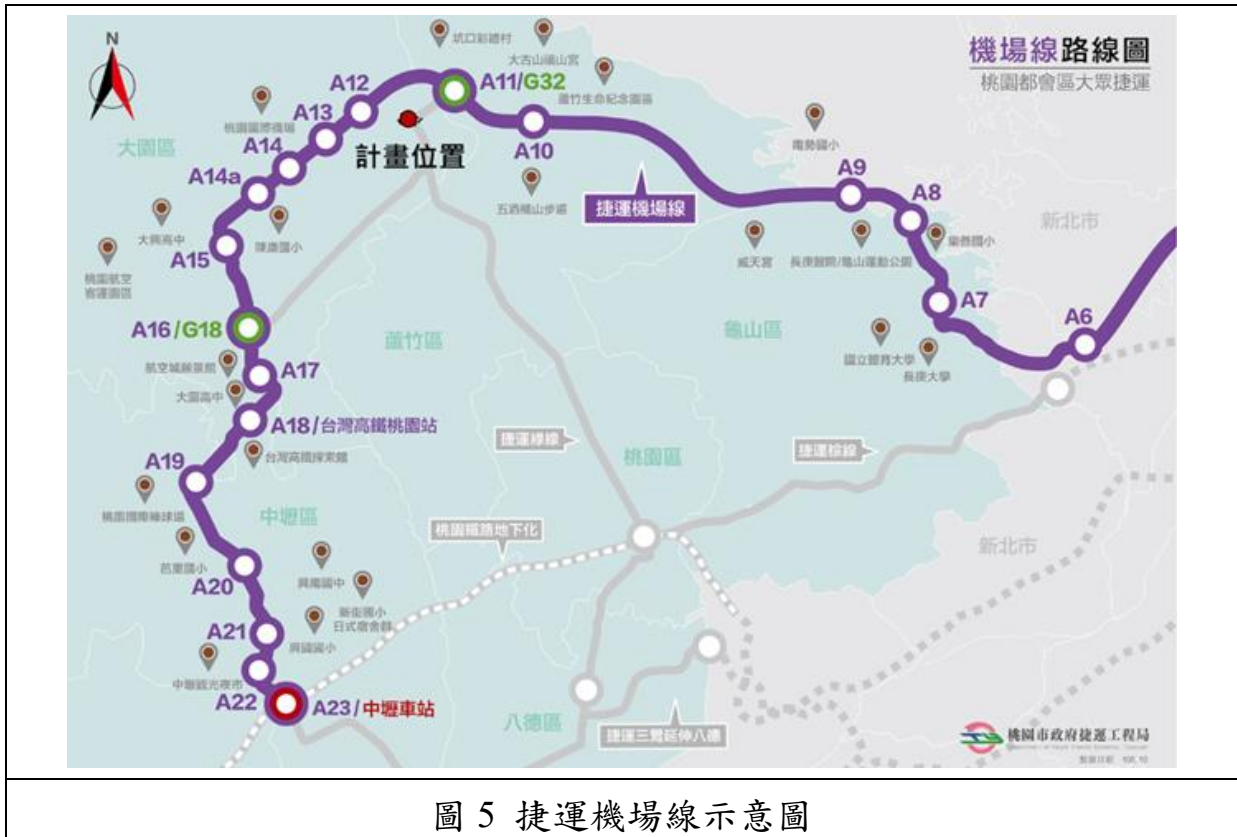 N
機場線路線圖
桃園都會區大眾捷運
坑口彩繪村
大古山福山宮
蘆竹生命紀念園區
A12
A11/G32
A13
桃園國際機場
A14
計畫位置
A10
大園區
A14a
五酒桶山步道
捷運機場線
南勢國小
A9
A8
新北市
大興高中
陳康國小
A15
威天宮
長庚醫院/龜山運動公園
樂善國小
桃園航空
客運園區
A7
A16/G18
蘆竹區
龜山區
A6
航空城願景館
A17
國立體育大學
長庚大學
大園高中
A18/台灣高鐵桃園站
捷運綠線
捷運棕線
A19
台灣高鐵探索館
桃園區
桃園國際棒球場
中壢區
桃園鐵路地下化
新北市
芭里國小
興南國中
A20
新街國小
日式宿舍群
A21
興國國小
中壢觀光夜市
A22
A23/中壢車站
八德區
捷運三鶯延伸八德
桃園市政府捷運工程局
圖 5 捷運機場線示意圖